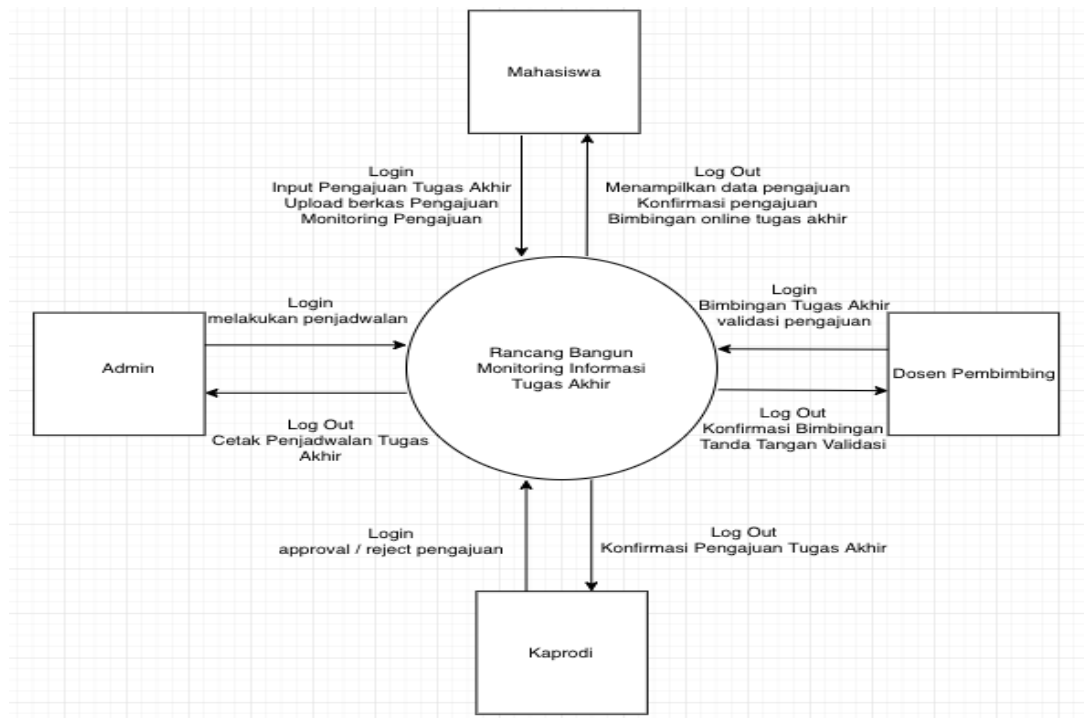 Mahasiswa
Login
Input Pengajuan Tugas Akhir
Upload berkas Pengajuan
Monitoring Pengajuan
Log Out
Menampilkan data pengajuan
Konfirmasi pengajuan
Bimbingan online tugas akhir
Login
melakukan penjadwalan
Admin
Log Out
Cetak Penjadwalan Tugas
Akhir
Rancang Bangun
Monitoring Informasi
Tugas Akhir
Login
Bimbingan Tugas Akhir
validasi pengajuan
Dosen Pembimbing
Log Out
Konfirmasi Bimbingan
Tanda Tangan Validasi
Login
approval / reject pengajuan
Log Out
Konfirmasi Pengajuan Tugas Akhir
Kaprodi